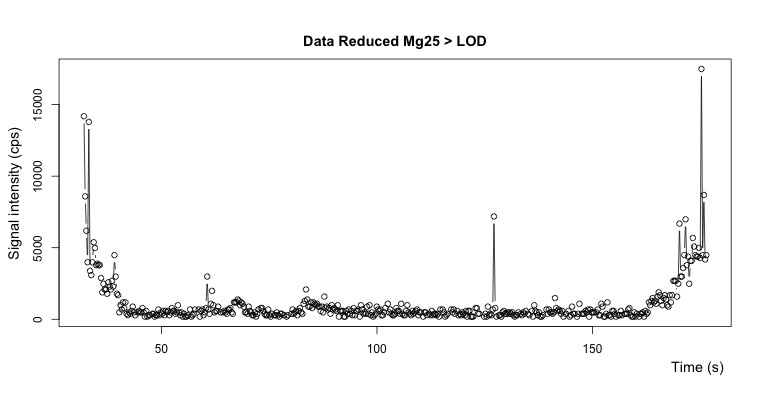 Data Reduced Mg25 > LOD
Signal intensity (cps)
15000
10000
5000
0
50
100
150
Time (s)